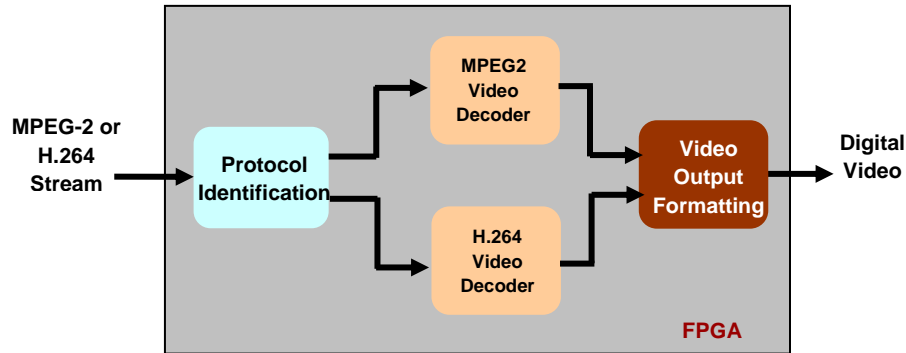 MPEG-2 or
H.264
Stream
Protocol
Identification
MPEG2
Video
Decoder
H.264
Video
Decoder
Video
Output
Formatting
Digital
Video
FPGA